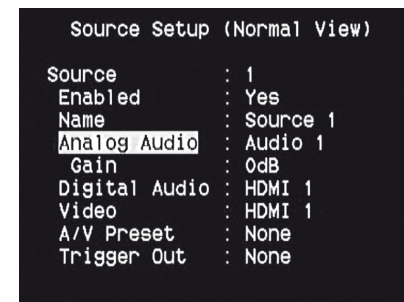 Source Setup (Normal View)
Source : 1
Enabled : Yes
Name : Source 1
Analog Audio : Audio 1
Gain : 0dB
Digital Audio : HDMI 1
Video : HDMI 1
A/V Preset : None
Trigger Out : None